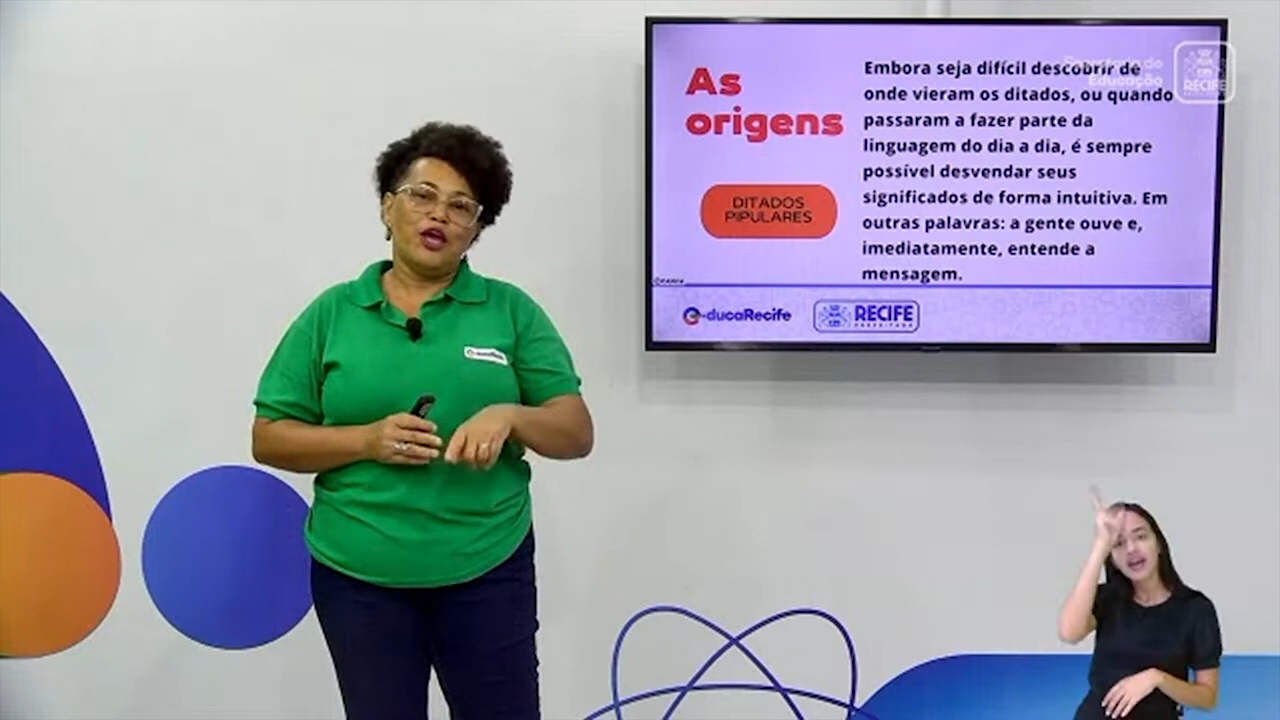 As
origens
DITADOS
PIPULARES
Embora seja difícil descobrir de
onde vieram os ditados, ou quando
passaram a fazer parte da
linguagem do dia a dia, é sempre
possível desvendar seus
significados de forma intuitiva. Em
outras palavras: a gente ouve e,
imediatamente, entende a
mensagem.
e-ducaRecife
RECIFE
PREFEITURA
Educação
RECIFE